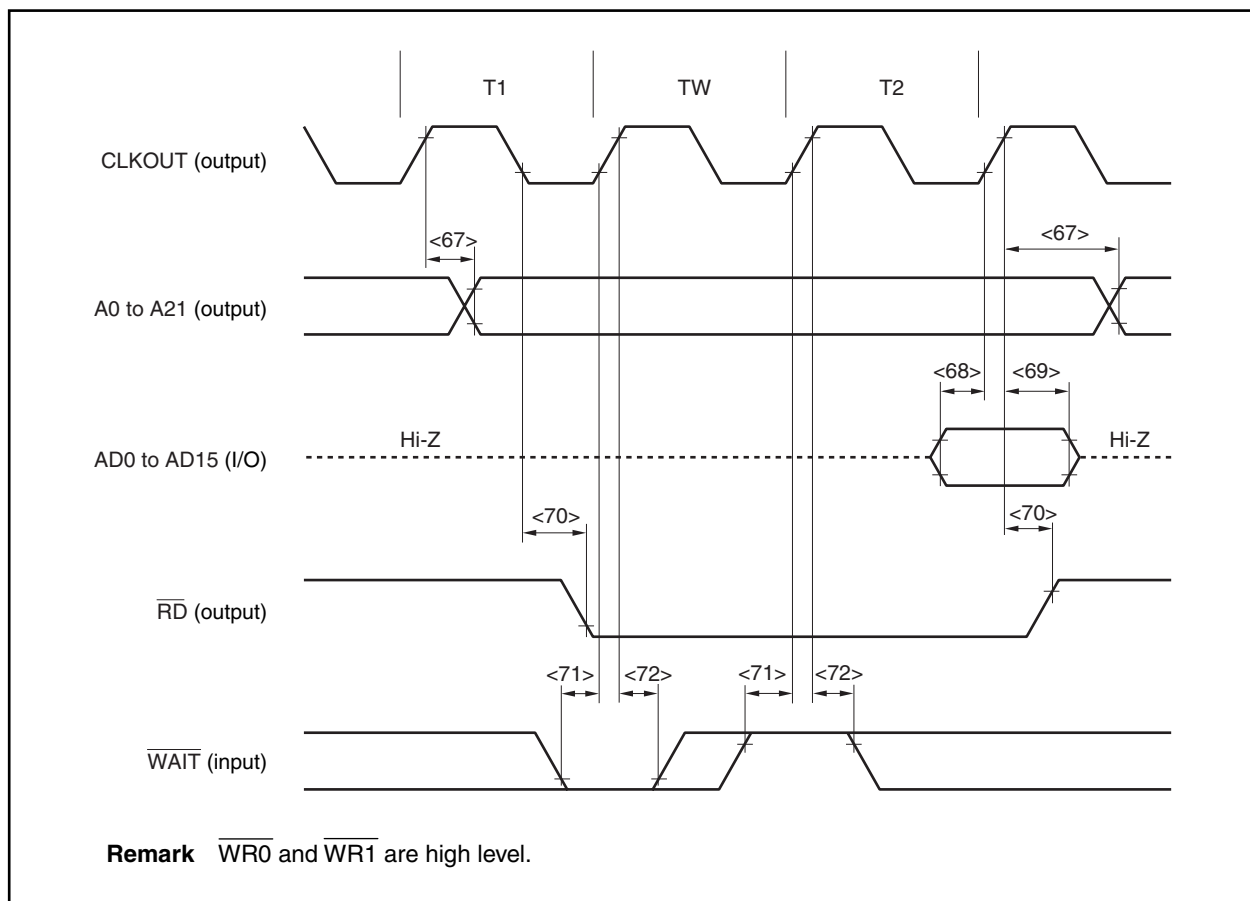 T1 TW T2
CLKOUT (output)
<67> <67>
A0 to A21 (output)
<68> <69>
Hi-Z Hi-Z
AD0 to AD15 (I/O)
<70> <70>
RD (output)
<71> <72> <71> <72>
WAIT (input)
Remark WR0 and WR1 are high level.